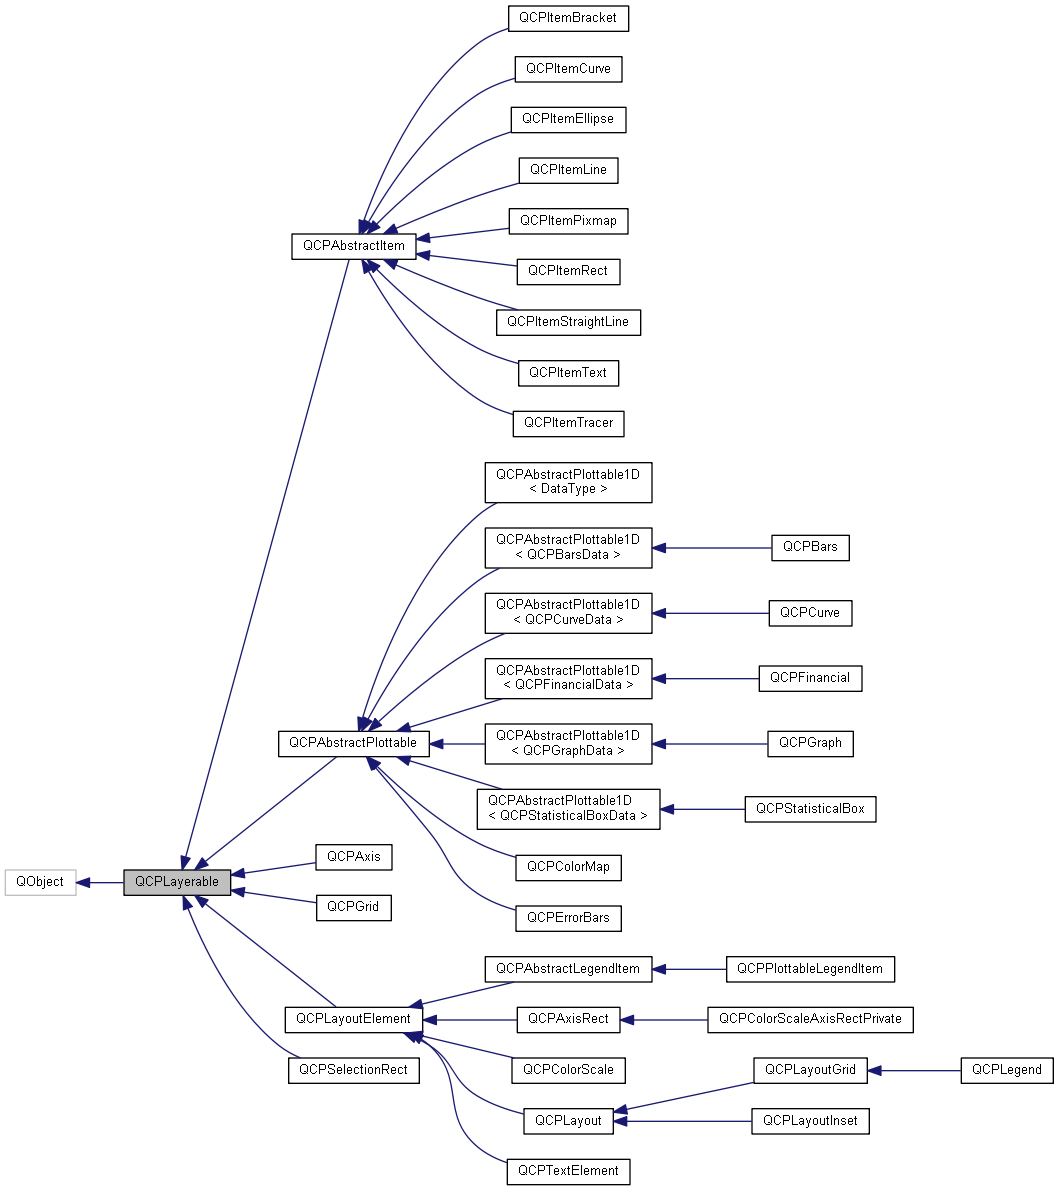 QCPItemBracket
QCPItemCurve
QCPItemEllipse
QCPItemLine
QCPItemPixmap
QCPAbstractItem
QCPItemRect
QCPItemStraightLine
QCPItemText
QCPItemTracer
QCPAbstractPlottable1D
< DataType >
QCPAbstractPlottable1D
< QCPBarsData >
QCPBars
QCPAbstractPlottable1D
< QCPCurveData >
QCPCurve
QCPAbstractPlottable1D
< QCPFinancialData >
QCPFinancial
QCPAbstractPlottable
QCPAbstractPlottable1D
< QCPGraphData >
QCPGraph
QCPAbstractPlottable1D
< QCPStatisticalBoxData >
QCPStatisticalBox
QCPAxis
QCPColorMap
QObject
QCPLayerable
QCPGrid
QCPErrorBars
QCPAbstractLegendItem
QCPPlottableLegendItem
QCPLayoutElement
QCPAxisRect
QCPColorScaleAxisRectPrivate
QCPSelectionRect
QCPColorScale
QCPLayoutGrid
QCPLegend
QCPLayout
QCPLayoutInset
QCPTextElement